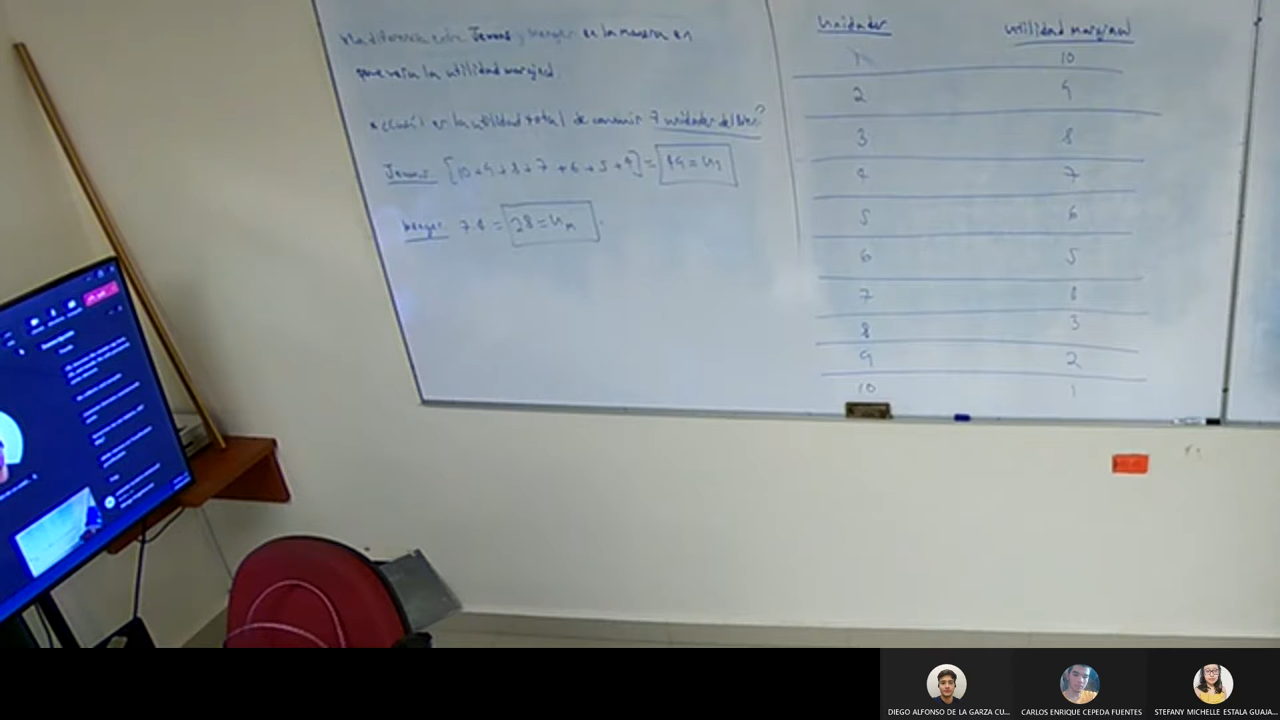 La diferencia entre Jevons y Menger es la manera en
que veían la utilidad marginal.
¿Cuál es la utilidad total de consumir 7 unidades del bien?
Jevons [10+9+8+7+6+5+4] = 49 = UJ
Menger 7·4 = 28 = UM
Unidades Utilidad marginal
1 10
2 9
3 8
4 7
5 6
6 5
7 4
8 3
9 2
10 1
DIEGO ALFONSO DE LA GARZA CU...
CARLOS ENRIQUE CEPEDA FUENTES
STEFANY MICHELLE ESTALA GUAJA...